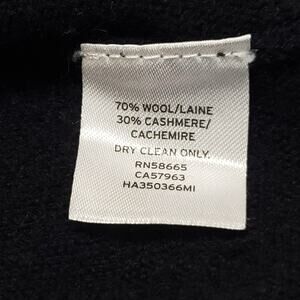 70% WOOL/LAINE
30% CASHMERE/
CACHEMIRE
DRY CLEAN ONLY.
RN58665
CA57963
HA350366MI